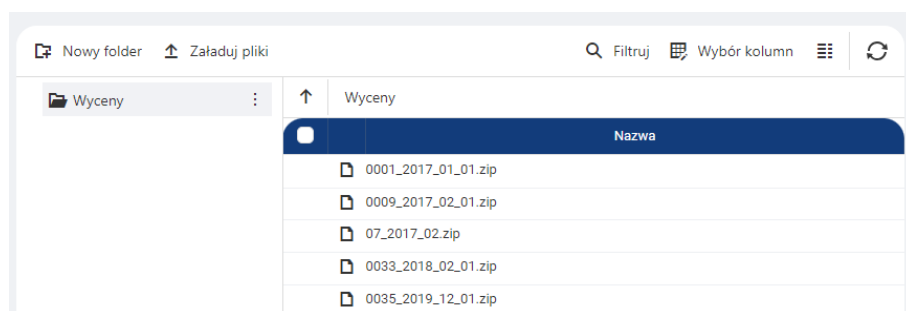 Nowy folder Załaduj pliki Filtruj Wybór kolumn
Wyceny Wyceny
Nazwa
0001_2017_01_01.zip
0009_2017_02_01.zip
07_2017_02.zip
0033_2018_02_01.zip
0035_2019_12_01.zip